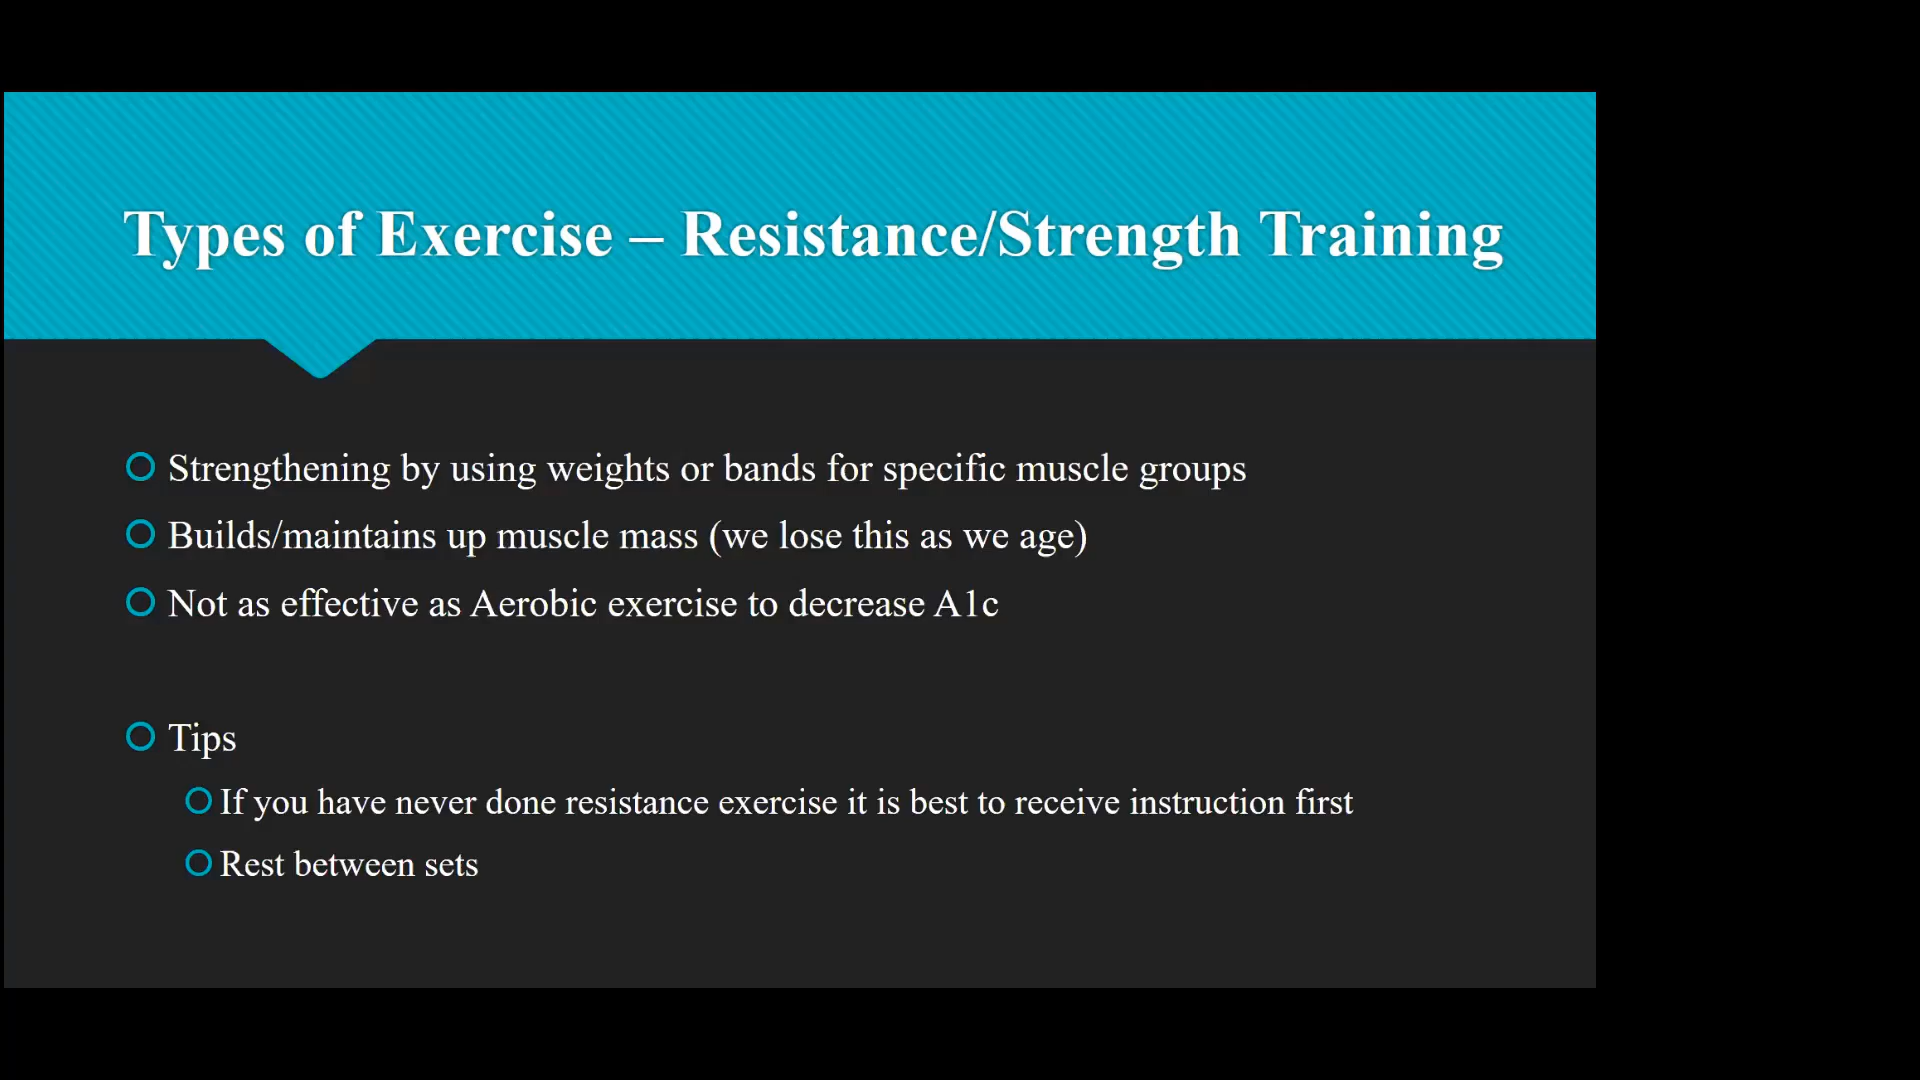 Types of Exercise – Resistance/Strength Training
Strengthening by using weights or bands for specific muscle groups
Builds/maintains up muscle mass (we lose this as we age)
Not as effective as Aerobic exercise to decrease A1c
Tips
If you have never done resistance exercise it is best to receive instruction first
Rest between sets